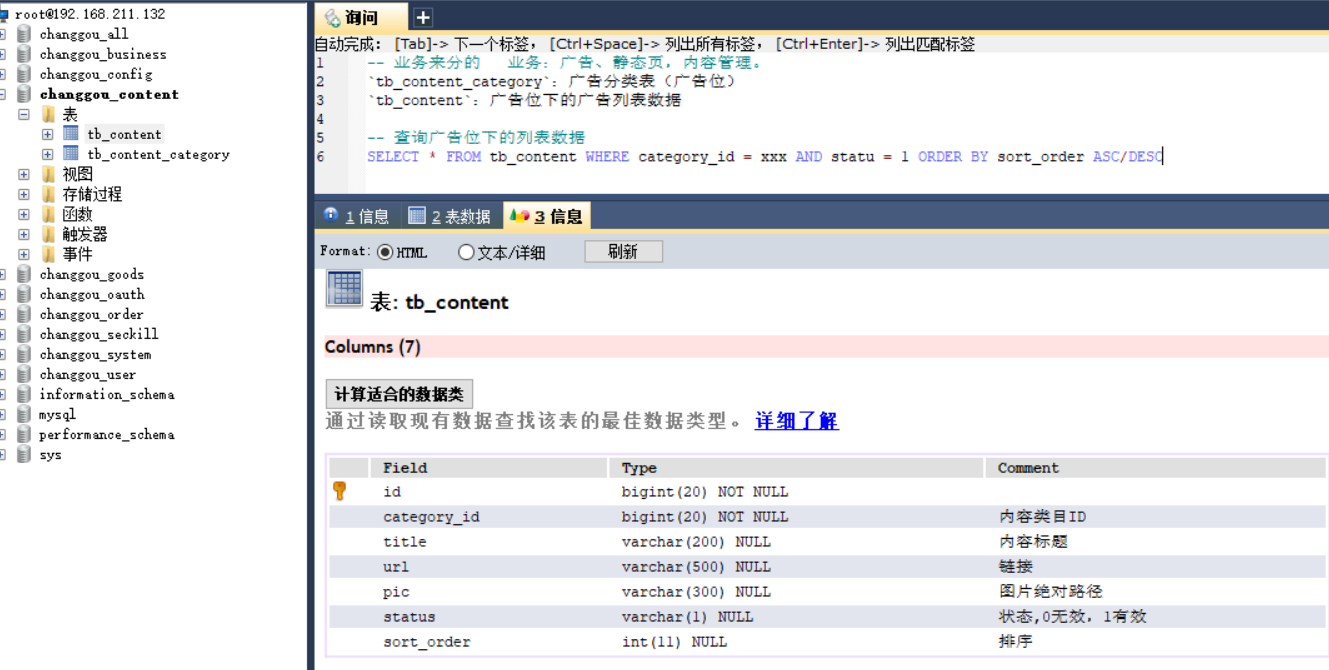 root@192.168.211.132
changgou_all
changgou_business
changgou_config
changgou_content
表
tb_content
tb_content_category
视图
存储过程
函数
触发器
事件
changgou_goods
changgou_oauth
changgou_order
changgou_seckill
changgou_system
changgou_user
information_schema
mysql
performance_schema
sys
询问
自动完成: [Tab]-> 下一个标签, [Ctrl+Space]-> 列出所有标签, [Ctrl+Enter]-> 列出匹配标签
1 -- 业务来分的 业务：广告、静态页，内容管理。
2 `tb_content_category`：广告分类表（广告位）
3 `tb_content`：广告位下的广告列表数据
4
5 -- 查询广告位下的列表数据
6 SELECT * FROM tb_content WHERE category_id = xxx AND statu = 1 ORDER BY sort_order ASC/DESC
1 信息 2 表数据 3 信息
Format: HTML 文本/详细 刷新
表: tb_content
Columns (7)
计算适合的数据类
通过读取现有数据查找该表的最佳数据类型。 详细了解
Field Type Comment
id bigint(20) NOT NULL
category_id bigint(20) NOT NULL 内容类目ID
title varchar(200) NULL 内容标题
url varchar(500) NULL 链接
pic varchar(300) NULL 图片绝对路径
status varchar(1) NULL 状态,0无效，1有效
sort_order int(11) NULL 排序